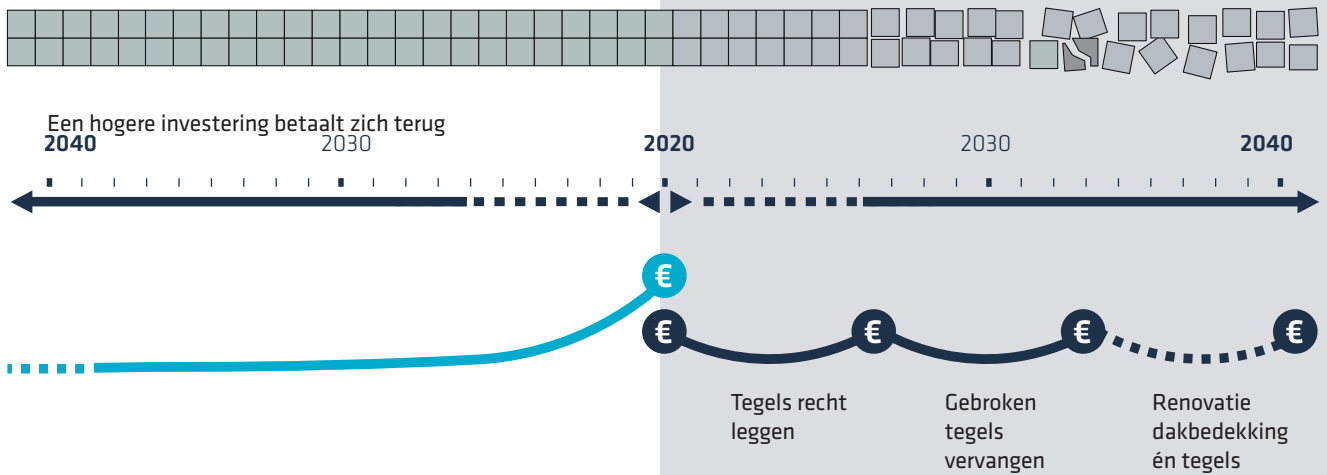 Een hogere investering betaalt zich terug
2040 2030 2020 2030 2040
€
€ € € €
Tegels recht
leggen
Gebroken
tegels
vervangen
Renovatie
dakbedekking
én tegels